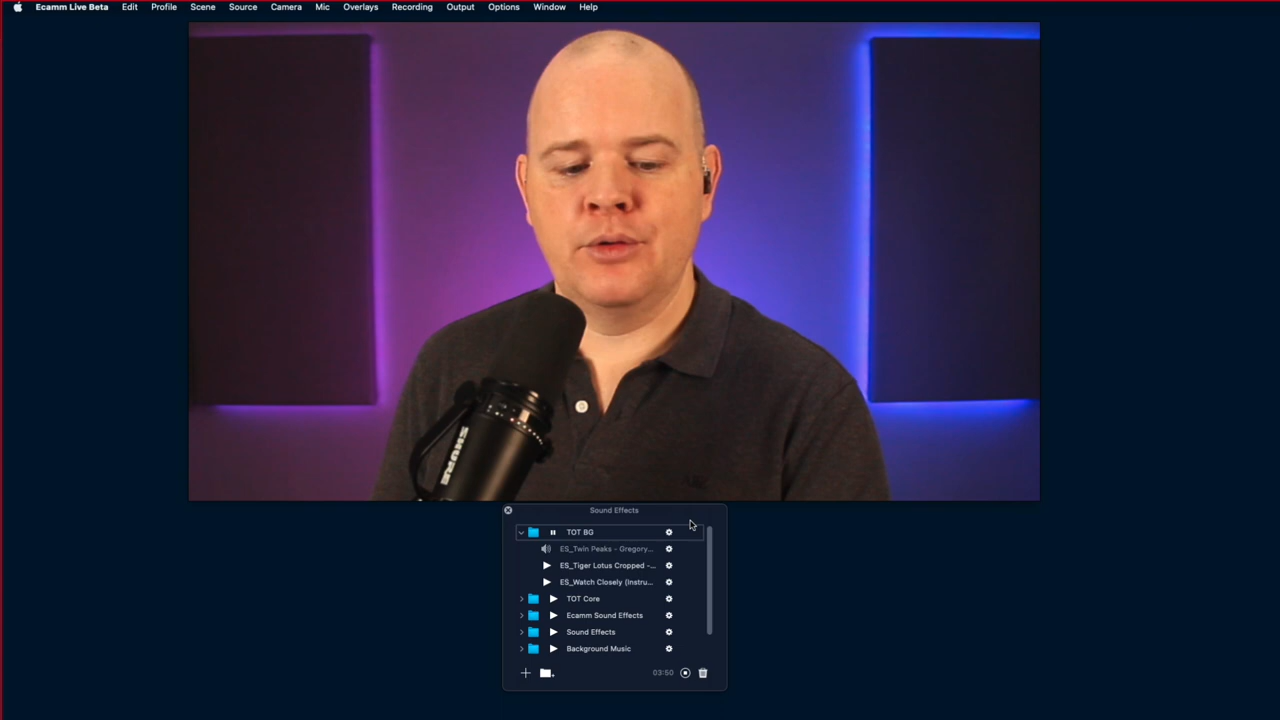 Ecamm Live Beta Edit Profile Scene Source Camera Mic Overlays Recording Output Options Window Help
SHURE
Sound Effects
TOT BG
ES_Twin Peaks - Gregory...
ES_Tiger Lotus Cropped -...
ES_Watch Closely (Instru...
TOT Core
Ecamm Sound Effects
Sound Effects
Background Music
03:50